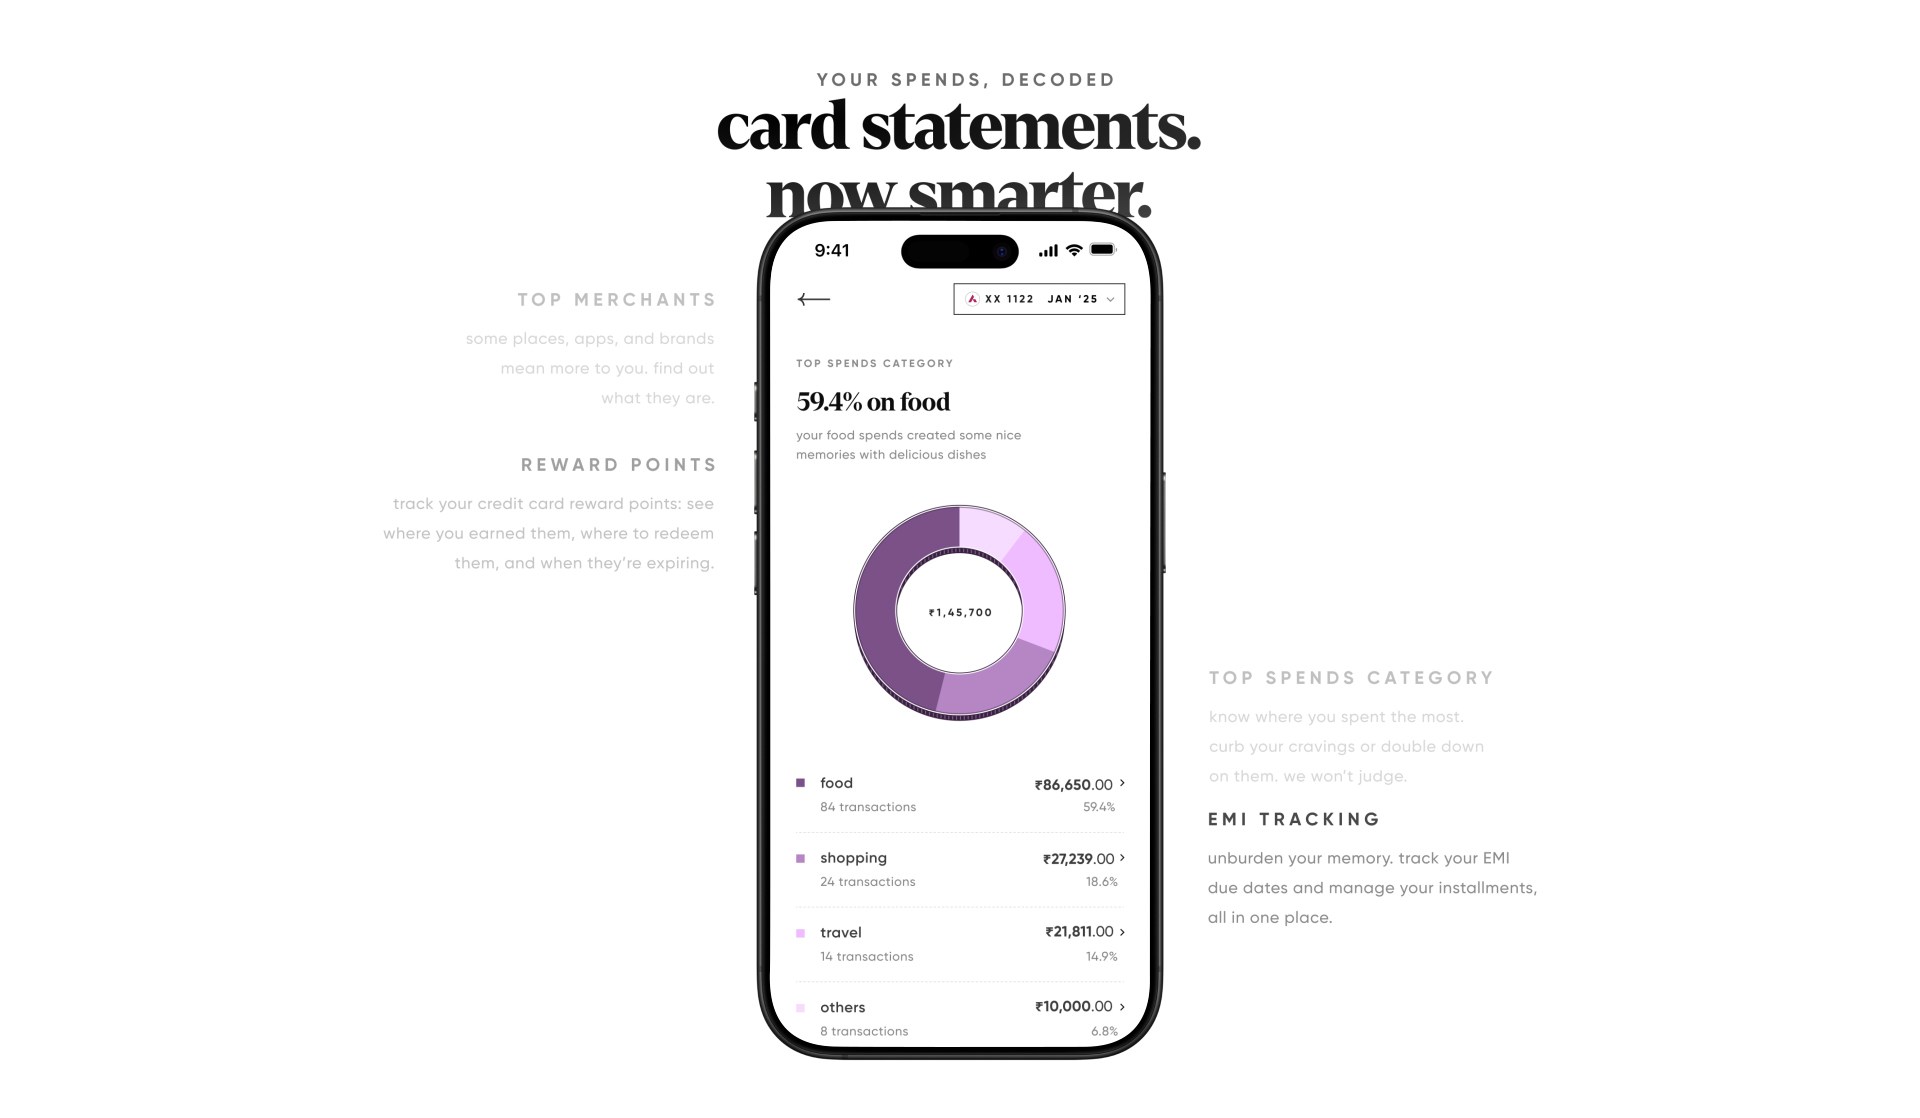 YOUR SPENDS, DECODED
card statements.
now smarter.
TOP MERCHANTS
some places, apps, and brands
mean more to you. find out
what they are.
REWARD POINTS
track your credit card reward points: see
where you earned them, where to redeem
them, and when they’re expiring.
9:41
XX 1122 JAN ‘25
TOP SPENDS CATEGORY
59.4% on food
your food spends created some nice
memories with delicious dishes
₹1,45,700
food ₹86,650.00
84 transactions 59.4%
shopping ₹27,239.00
24 transactions 18.6%
travel ₹21,811.00
14 transactions 14.9%
others ₹10,000.00
8 transactions 6.8%
TOP SPENDS CATEGORY
know where you spent the most.
curb your cravings or double down
on them. we won’t judge.
EMI TRACKING
unburden your memory. track your EMI
due dates and manage your installments,
all in one place.